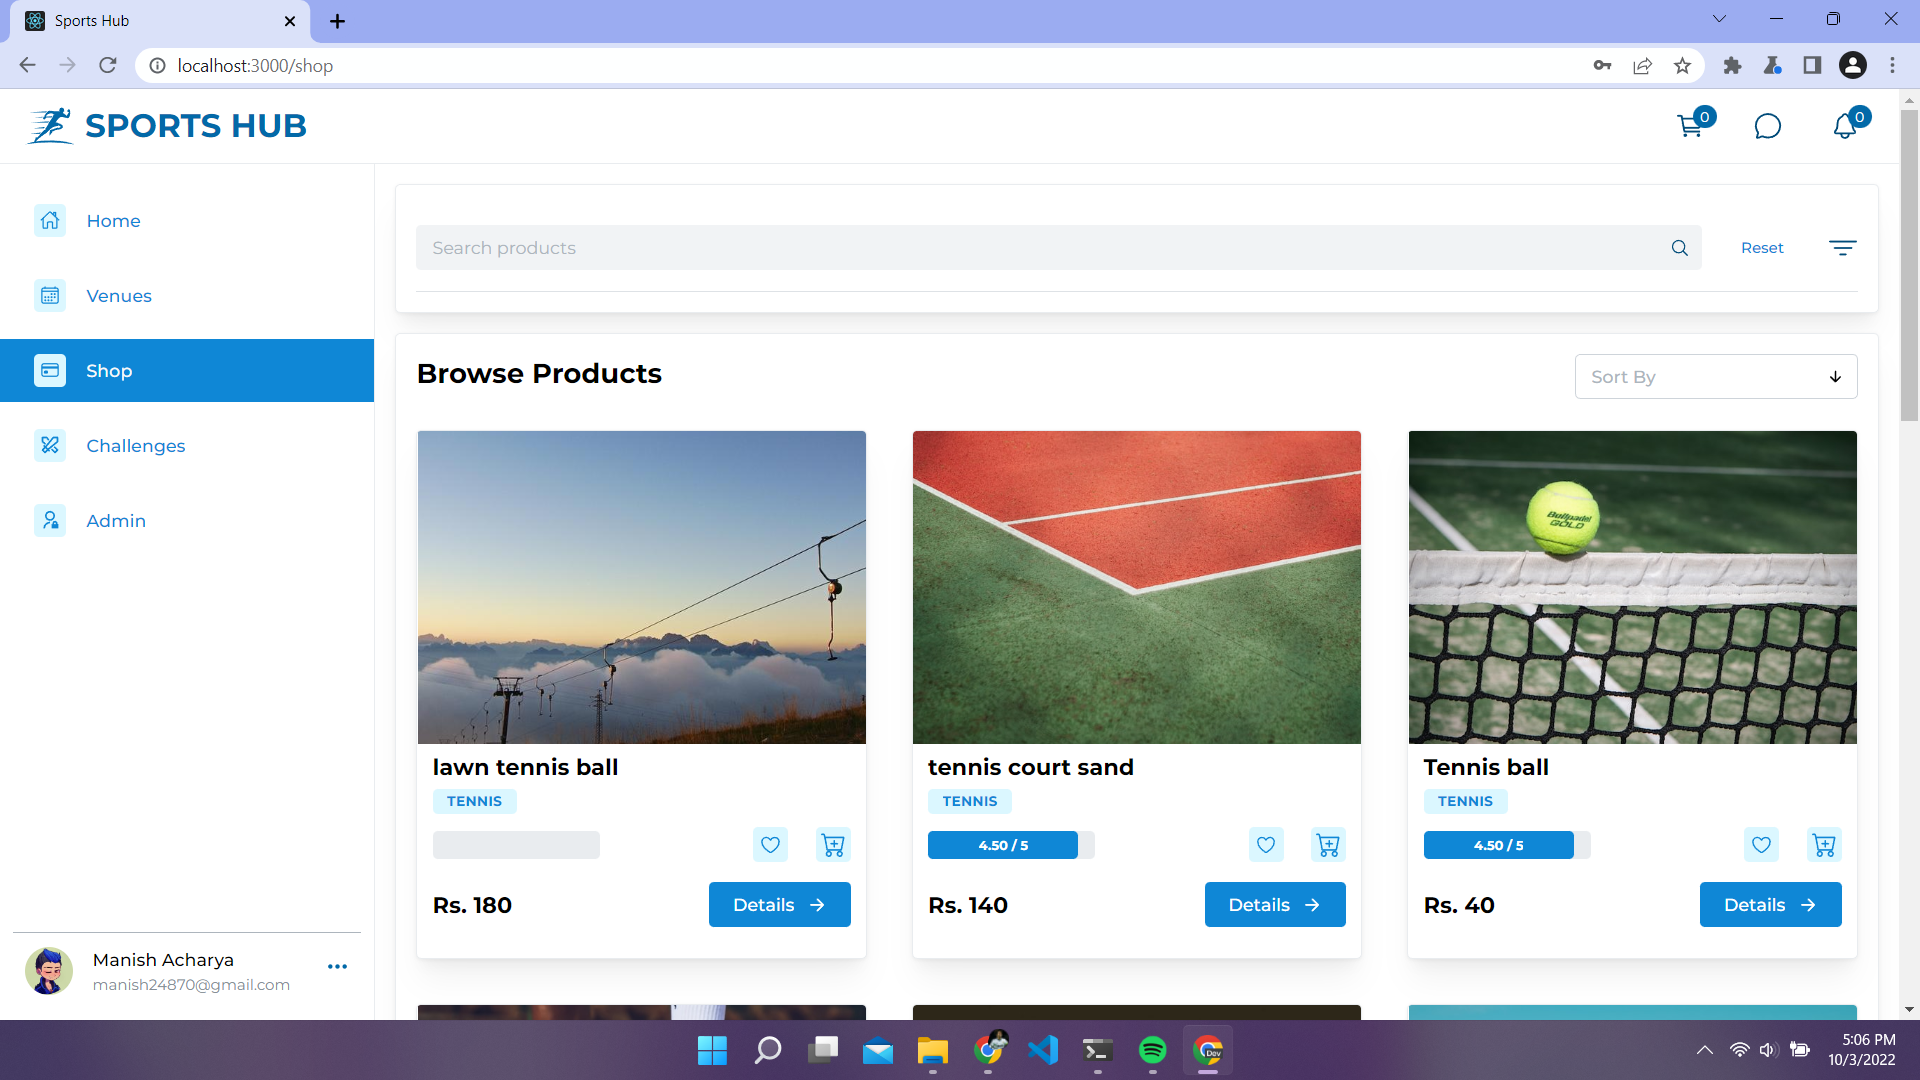 Sports Hub
localhost:3000/shop
SPORTS HUB
0
0
Home
Venues
Shop
Challenges
Admin
Manish Acharya
manish24870@gmail.com
Search products
Reset
Browse Products
Sort By
Bullpadel
GOLD
lawn tennis ball
TENNIS
Rs. 180
Details
tennis court sand
TENNIS
4.50 / 5
Rs. 140
Details
Tennis ball
TENNIS
4.50 / 5
Rs. 40
Details
Dev
5:06 PM
10/3/2022